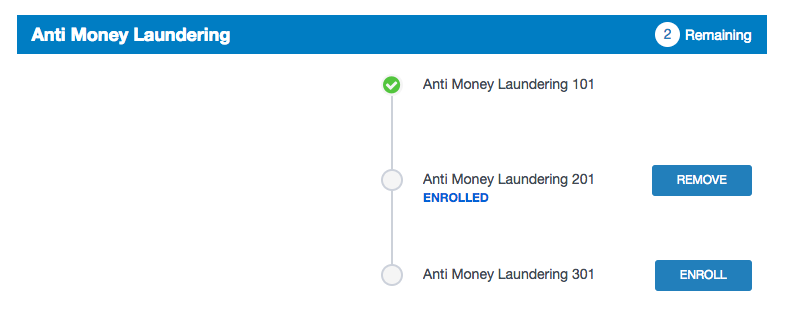 Anti Money Laundering
2 Remaining
Anti Money Laundering 101
Anti Money Laundering 201
REMOVE
ENROLLED
Anti Money Laundering 301
ENROLL